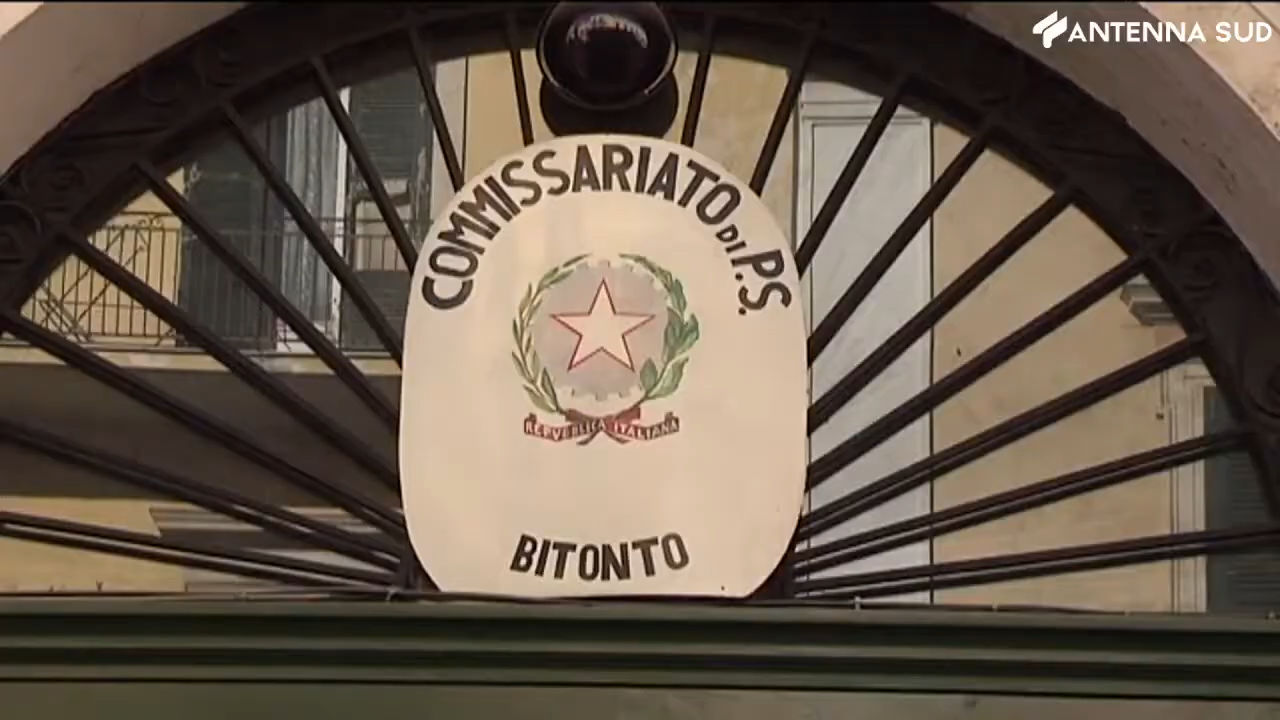 ANTENNA SUD
COMMISSARIATO DI P.S.
REPUBBLICA ITALIANA
BITONTO